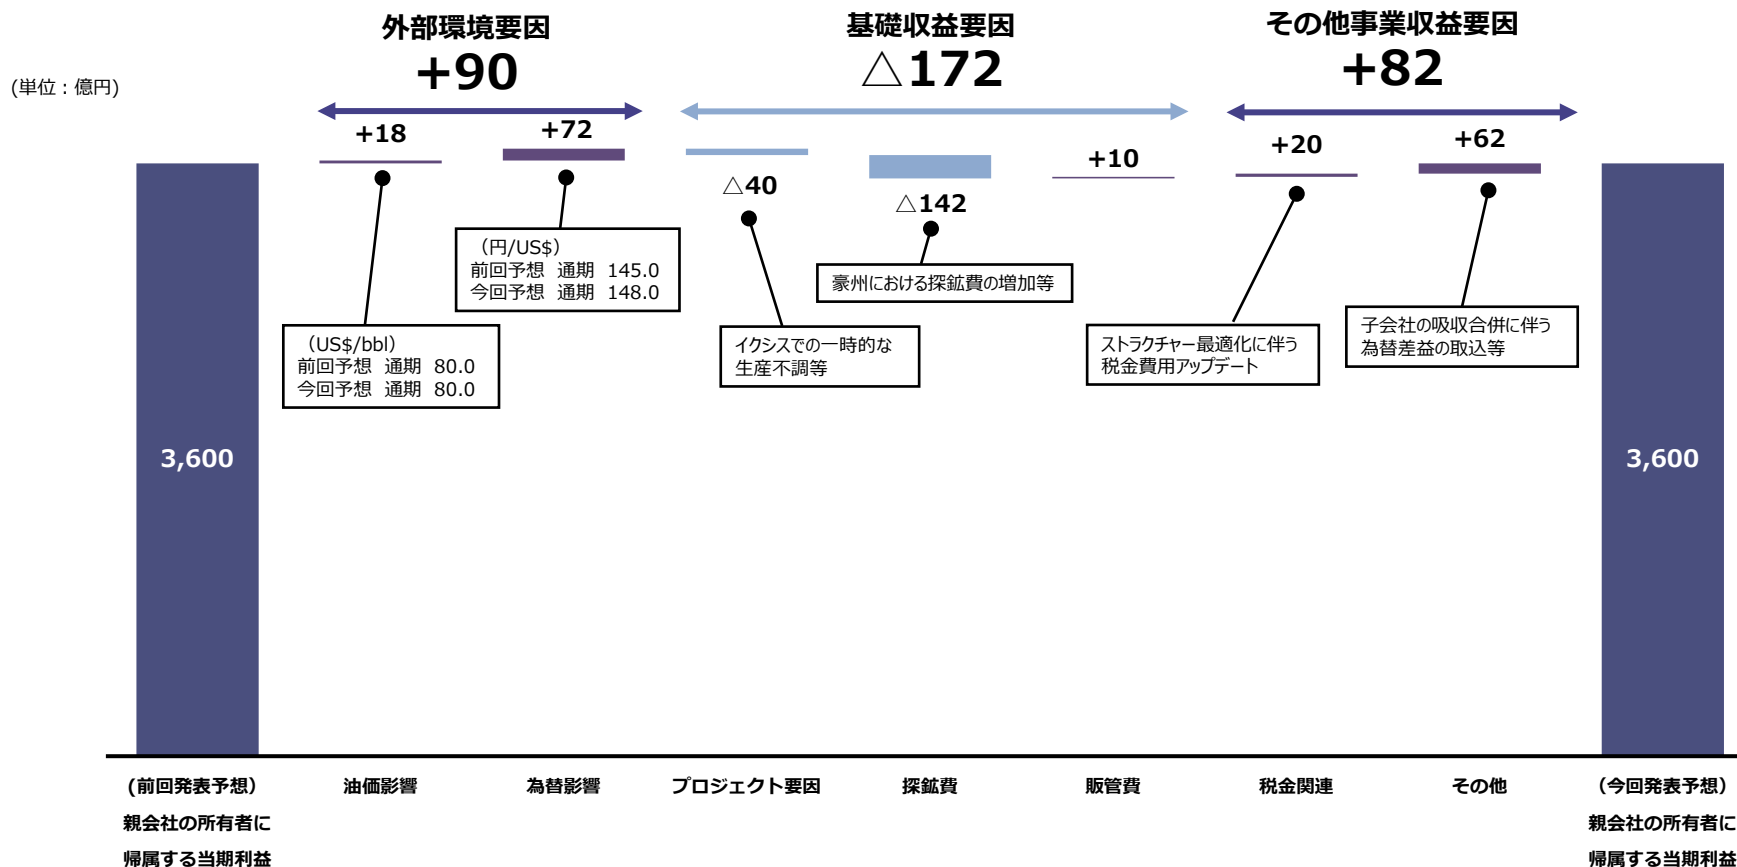 外部環境要因
+90
基礎収益要因
△172
その他事業収益要因
+82
(単位：億円)
+18
+72
△40
△142
+10
+20
+62
（円/US$）
前回予想 通期 145.0
今回予想 通期 148.0
（US$/bbl）
前回予想 通期 80.0
今回予想 通期 80.0
イクシスでの一時的な
生産不調等
豪州における探鉱費の増加等
ストラクチャー最適化に伴う
税金費用アップデート
子会社の吸収合併に伴う
為替差益の取込等
3,600
3,600
(前回発表予想）
親会社の所有者に
帰属する当期利益
油価影響
為替影響
プロジェクト要因
探鉱費
販管費
税金関連
その他
（今回発表予想）
親会社の所有者に
帰属する当期利益